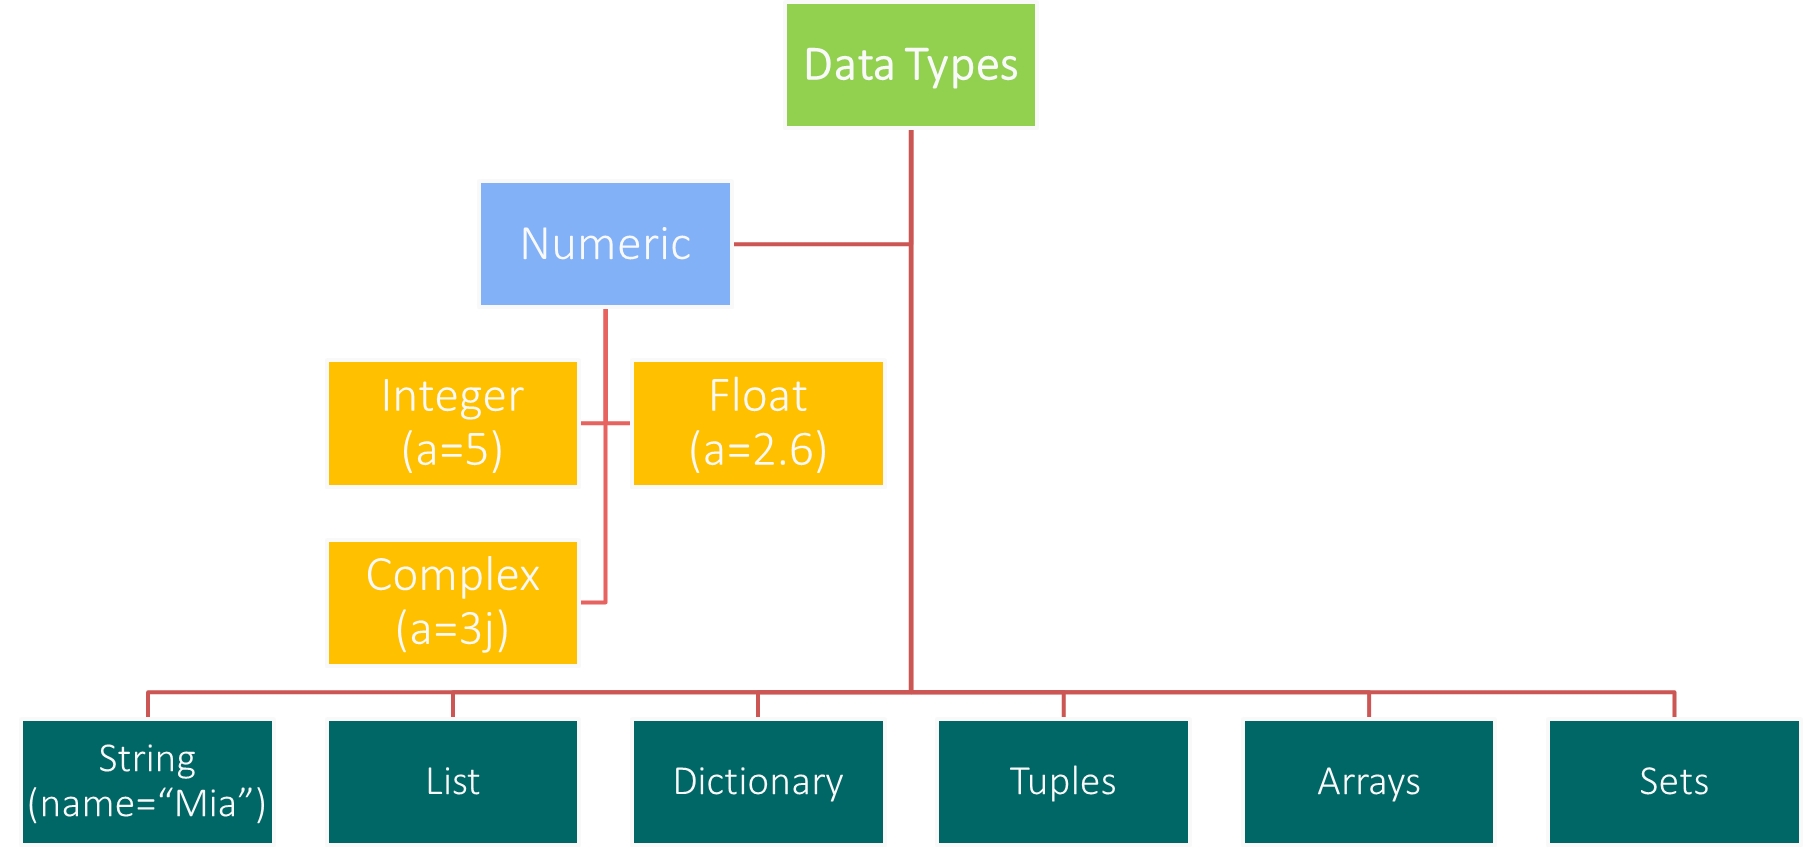 Data Types
Numeric
Integer
(a=5)
Float
(a=2.6)
Complex
(a=3j)
String
(name=“Mia”)
List
Dictionary
Tuples
Arrays
Sets